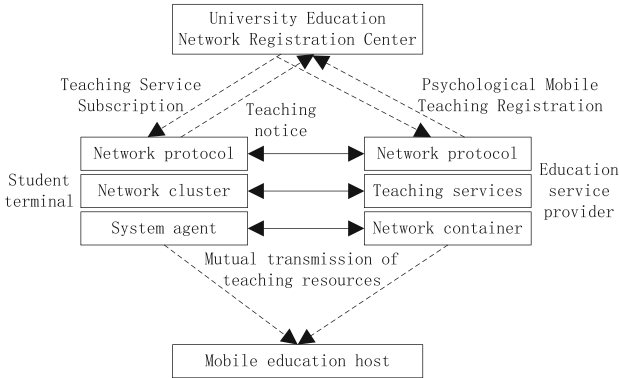 University Education
Network Registration Center
Teaching Service
Subscription
Psychological Mobile
Teaching Registration
Teaching
notice
Network protocol
Network protocol
Student
terminal
Network cluster
Teaching services
Education
service
provider
System agent
Network container
Mutual transmission of
teaching resources
Mobile education host